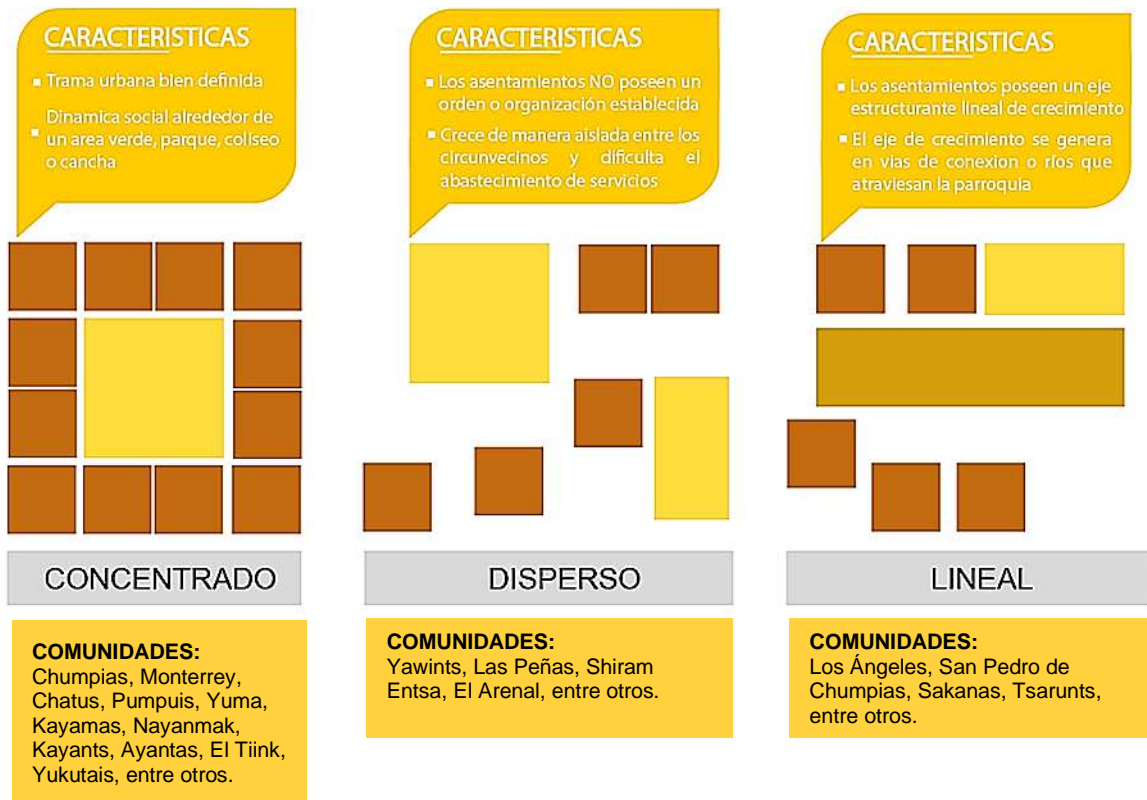 CARACTERISTICAS
Trama urbana bien definida
Dinamica social alrededor de
un area verde, parque, coliseo
o cancha
CONCENTRADO
COMUNIDADES:
Chumpias, Monterrey,
Chatus, Pumpuis, Yuma,
Kayamas, Nayanmak,
Kayants, Ayantas, El Tiink,
Yukutais, entre otros.
CARACTERISTICAS
Los asentamientos NO poseen un
orden o organización establecida
Crece de manera aislada entre los
circunvecinos y dificulta el
abastecimiento de servicios
DISPERSO
COMUNIDADES:
Yawints, Las Peñas, Shiram
Entsa, El Arenal, entre otros.
CARACTERISTICAS
Los asentamientos poseen un eje
estructurante lineal de crecimiento
El eje de crecimiento se genera
en vias de conexion o ríos que
atraviesan la parroquia
LINEAL
COMUNIDADES:
Los Ángeles, San Pedro de
Chumpias, Sakanas, Tsarunts,
entre otros.